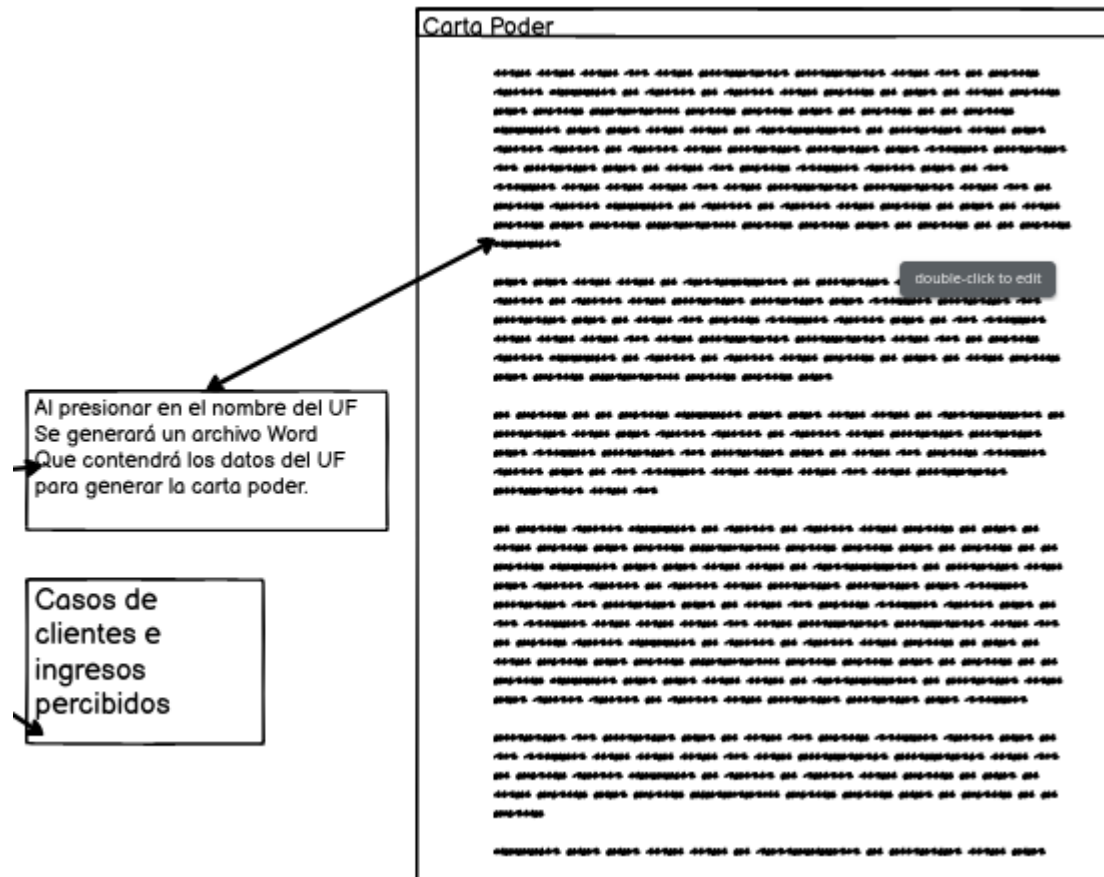 Carta Poder
double-click to edit
Al presionar en el nombre del UF
Se generará un archivo Word
Que contendrá los datos del UF
para generar la carta poder.
Casos de
clientes e
ingresos
percibidos